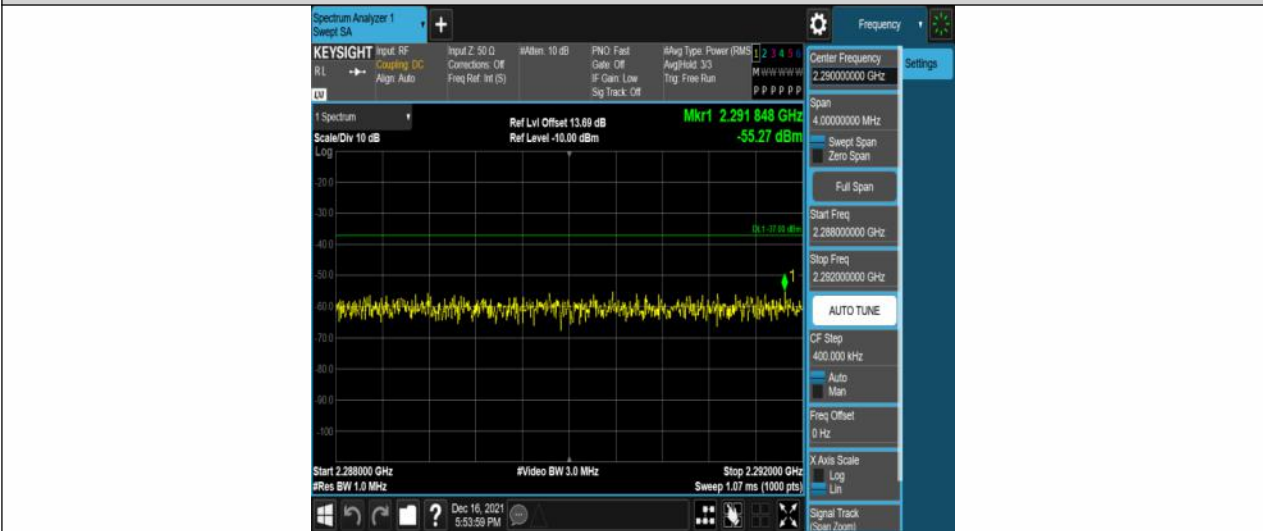 Spectrum Analyzer 1
Swept SA
Frequency
KEYSIGHT
RL
Input: RF
Coupling: DC
Align: Auto
Input Z: 50 Ω
Corrections: Off
Freq Ref: Int (S)
#Atten: 10 dB
PNO: Fast
Gate: Off
IF Gain: Low
Sig Track: Off
#Avg Type: Power (RMS
Avg|Hold: 3/3
Trig: Free Run
1 2 3 4 5 6
M W W W W W
P P P P P P
1 Spectrum
Scale/Div 10 dB
Ref Lvl Offset 13.69 dB
Ref Level -10.00 dBm
Mkr1 2.291 848 GHz
-55.27 dBm
Log
-20.0
-30.0
DL1 -37.00 dBm
-40.0
-50.0
1
-60.0
-70.0
-80.0
-90.0
-100
Start 2.288000 GHz
#Res BW 1.0 MHz
#Video BW 3.0 MHz
Stop 2.292000 GHz
Sweep 1.07 ms (1000 pts)
Dec 16, 2021
5:53:59 PM
Center Frequency
2.290000000 GHz
Settings
Span
4.00000000 MHz
Swept Span
Zero Span
Full Span
Start Freq
2.288000000 GHz
Stop Freq
2.292000000 GHz
AUTO TUNE
CF Step
400.000 kHz
Auto
Man
Freq Offset
0 Hz
X Axis Scale
Log
Lin
Signal Track
(Span Zoom)